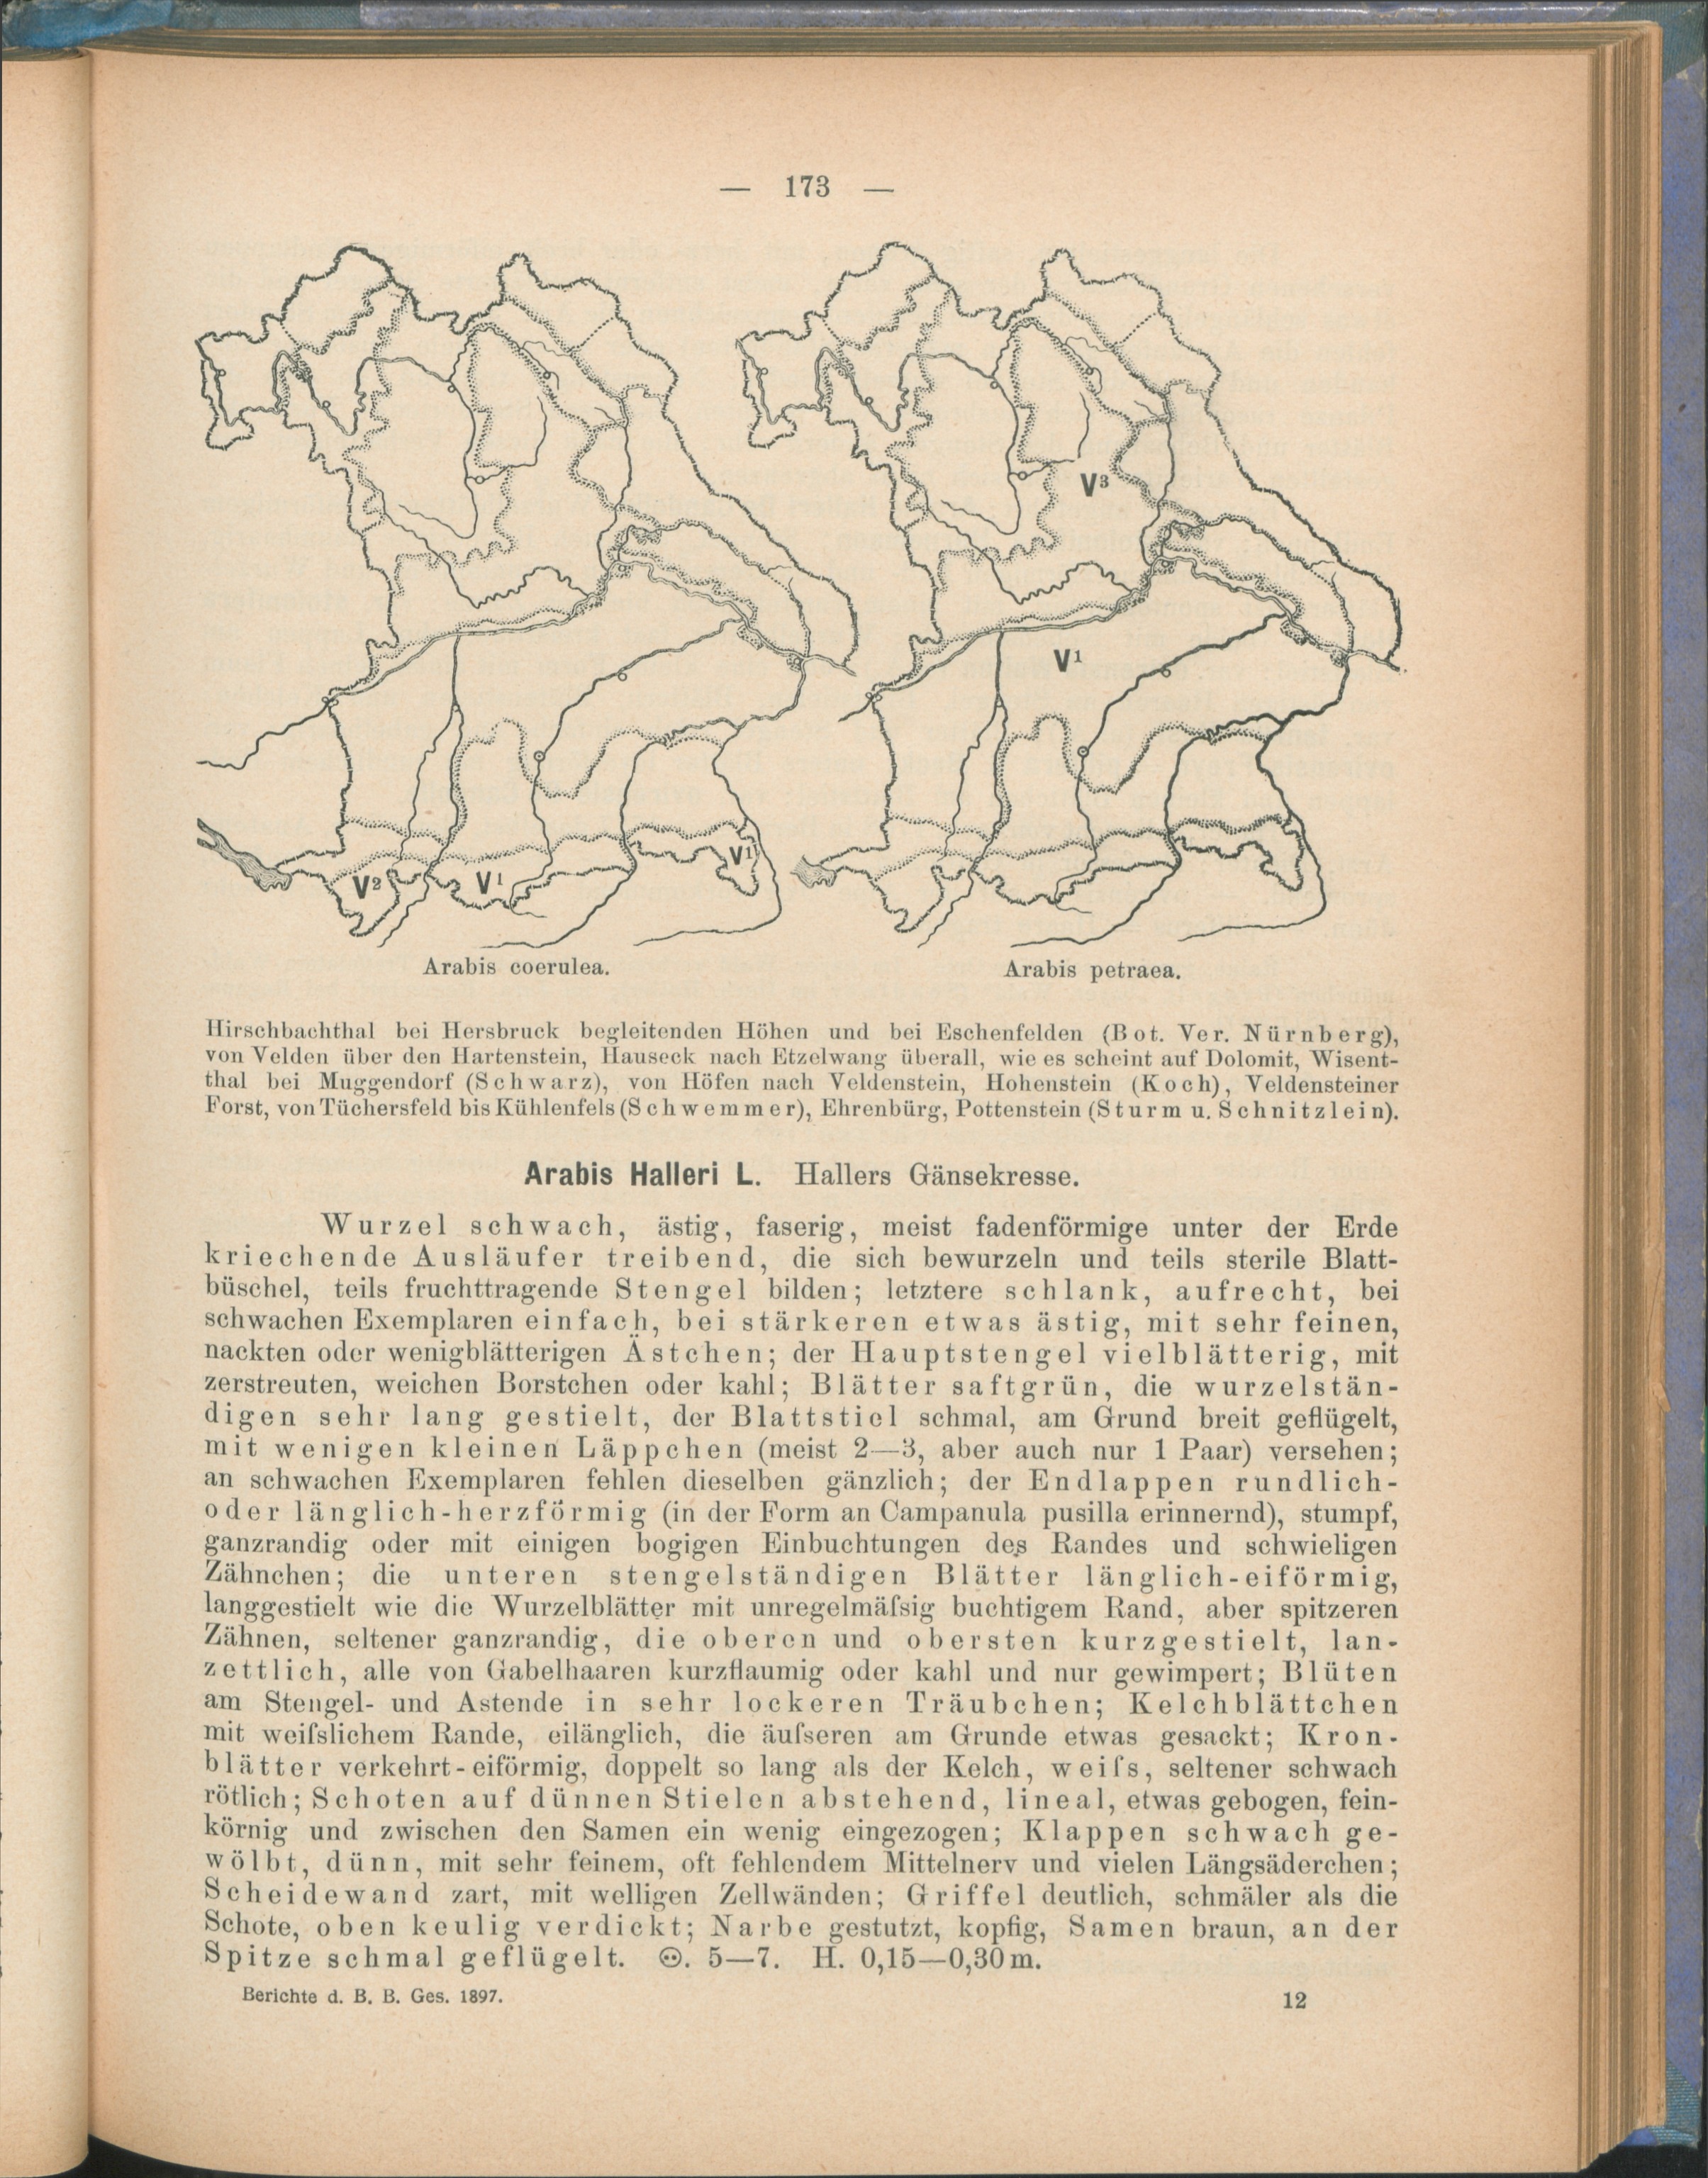 — 173 —
V³
V¹
V¹
V² V¹
Arabis coerulea. Arabis petraea.
Hirschbachthal bei Hersbruck begleitenden Höhen und bei Eschenfelden (Bot. Ver. Nürnberg),
von Velden über den Hartenstein, Hauseck nach Etzelwang überall, wie es scheint auf Dolomit, Wisent-
thal bei Muggendorf (Schwarz), von Höfen nach Veldenstein, Hohenstein (Koch), Veldensteiner
Forst, von Tüchersfeld bis Kühlenfels (Schwemmer), Ehrenbürg, Pottenstein (Sturm u. Schnitzlein).
Arabis Halleri L. Hallers Gänsekresse.
Wurzel schwach, ästig, faserig, meist fadenförmige unter der Erde
kriechende Ausläufer treibend, die sich bewurzeln und teils sterile Blatt-
büschel, teils fruchttragende Stengel bilden; letztere schlank, aufrecht, bei
schwachen Exemplaren einfach, bei stärkeren etwas ästig, mit sehr feinen,
nackten oder wenigblätterigen Ästchen; der Hauptstengel vielblätterig, mit
zerstreuten, weichen Borstchen oder kahl; Blätter saftgrün, die wurzelstän-
digen sehr lang gestielt, der Blattstiel schmal, am Grund breit geflügelt,
mit wenigen kleinen Läppchen (meist 2—3, aber auch nur 1 Paar) versehen;
an schwachen Exemplaren fehlen dieselben gänzlich; der Endlappen rundlich-
oder länglich-herzförmig (in der Form an Campanula pusilla erinnernd), stumpf,
ganzrandig oder mit einigen bogigen Einbuchtungen des Randes und schwieligen
Zähnchen; die unteren stengelständigen Blätter länglich-eiförmig,
langgestielt wie die Wurzelblätter mit unregelmäſsig buchtigem Rand, aber spitzeren
Zähnen, seltener ganzrandig, die oberen und obersten kurzgestielt, lan-
zettlich, alle von Gabelhaaren kurzflaumig oder kahl und nur gewimpert; Blüten
am Stengel- und Astende in sehr lockeren Träubchen; Kelchblättchen
mit weiſslichem Rande, eilänglich, die äuſseren am Grunde etwas gesackt; Kron-
blätter verkehrt-eiförmig, doppelt so lang als der Kelch, weiſs, seltener schwach
rötlich; Schoten auf dünnen Stielen abstehend, lineal, etwas gebogen, fein-
körnig und zwischen den Samen ein wenig eingezogen; Klappen schwach ge-
wölbt, dünn, mit sehr feinem, oft fehlendem Mittelnerv und vielen Längsäderchen;
Scheidewand zart, mit welligen Zellwänden; Griffel deutlich, schmäler als die
Schote, oben keulig verdickt; Narbe gestutzt, kopfig, Samen braun, an der
Spitze schmal geflügelt. ☉. 5—7. H. 0,15—0,30 m.
Berichte d. B. B. Ges. 1897. 12